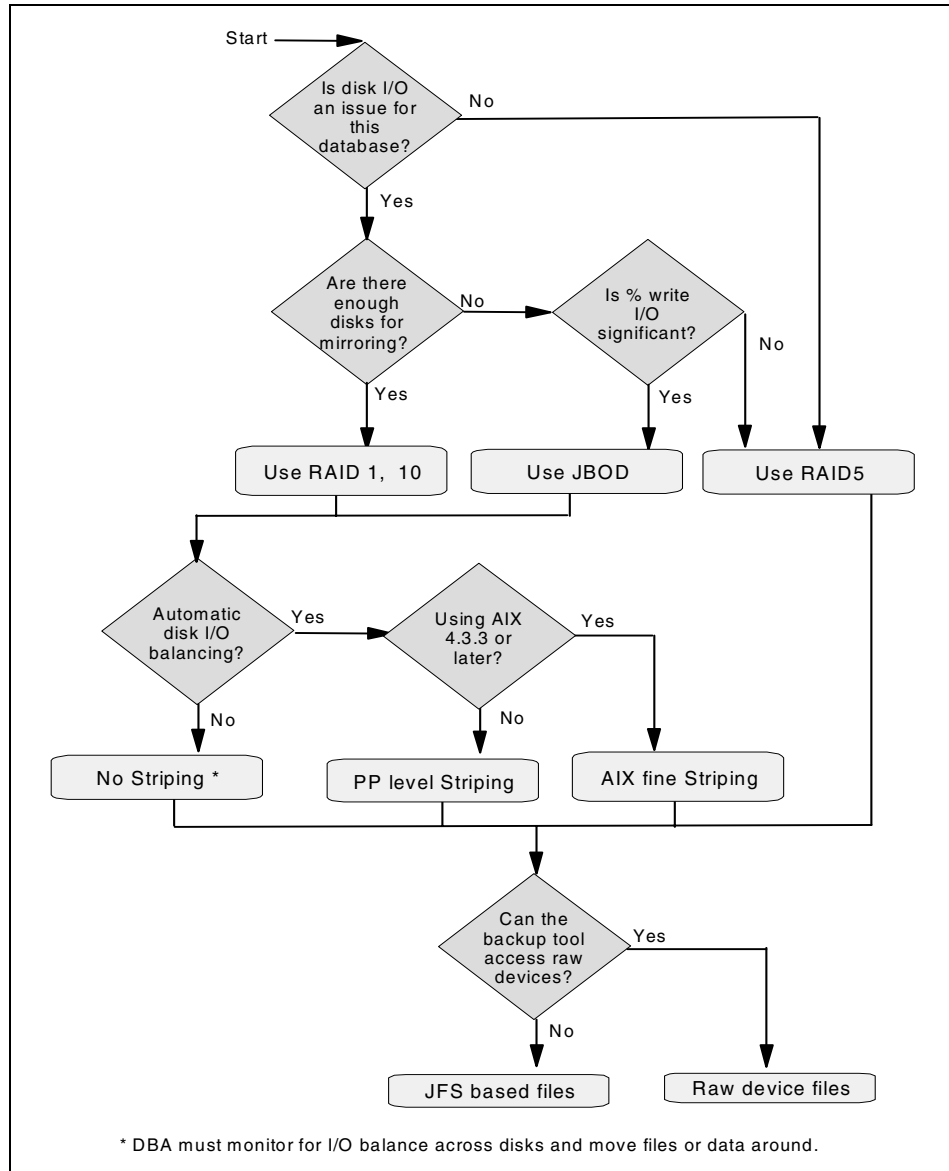 Start
Is disk I/O
an issue for
this
database?
No
Yes
Are there
enough
disks for
mirroring?
No
Is % write
I/O
significant?
No
Yes
Yes
Use RAID 1, 10
Use JBOD
Use RAID5
Automatic
disk I/O
balancing?
Yes
Using AIX
4.3.3 or
later?
Yes
No
No
No Striping *
PP level Striping
AIX fine Striping
Can the
backup tool
access raw
devices?
Yes
No
JFS based files
Raw device files
* DBA must monitor for I/O balance across disks and move files or data around.